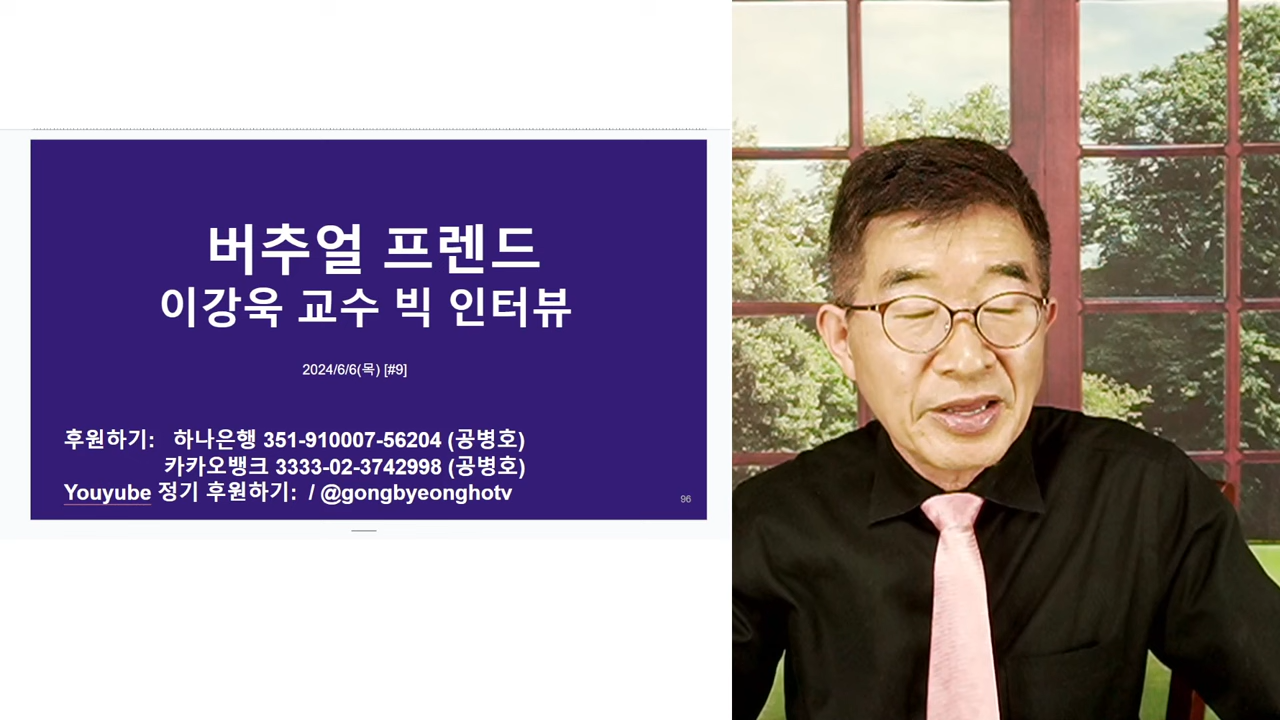 버추얼 프렌드
이강욱 교수 빅 인터뷰
2024/6/6(목) [#9]
후원하기: 하나은행 351-910007-56204 (공병호)
카카오뱅크 3333-02-3742998 (공병호)
Youyube 정기 후원하기: / @gongbyeonghotv
96